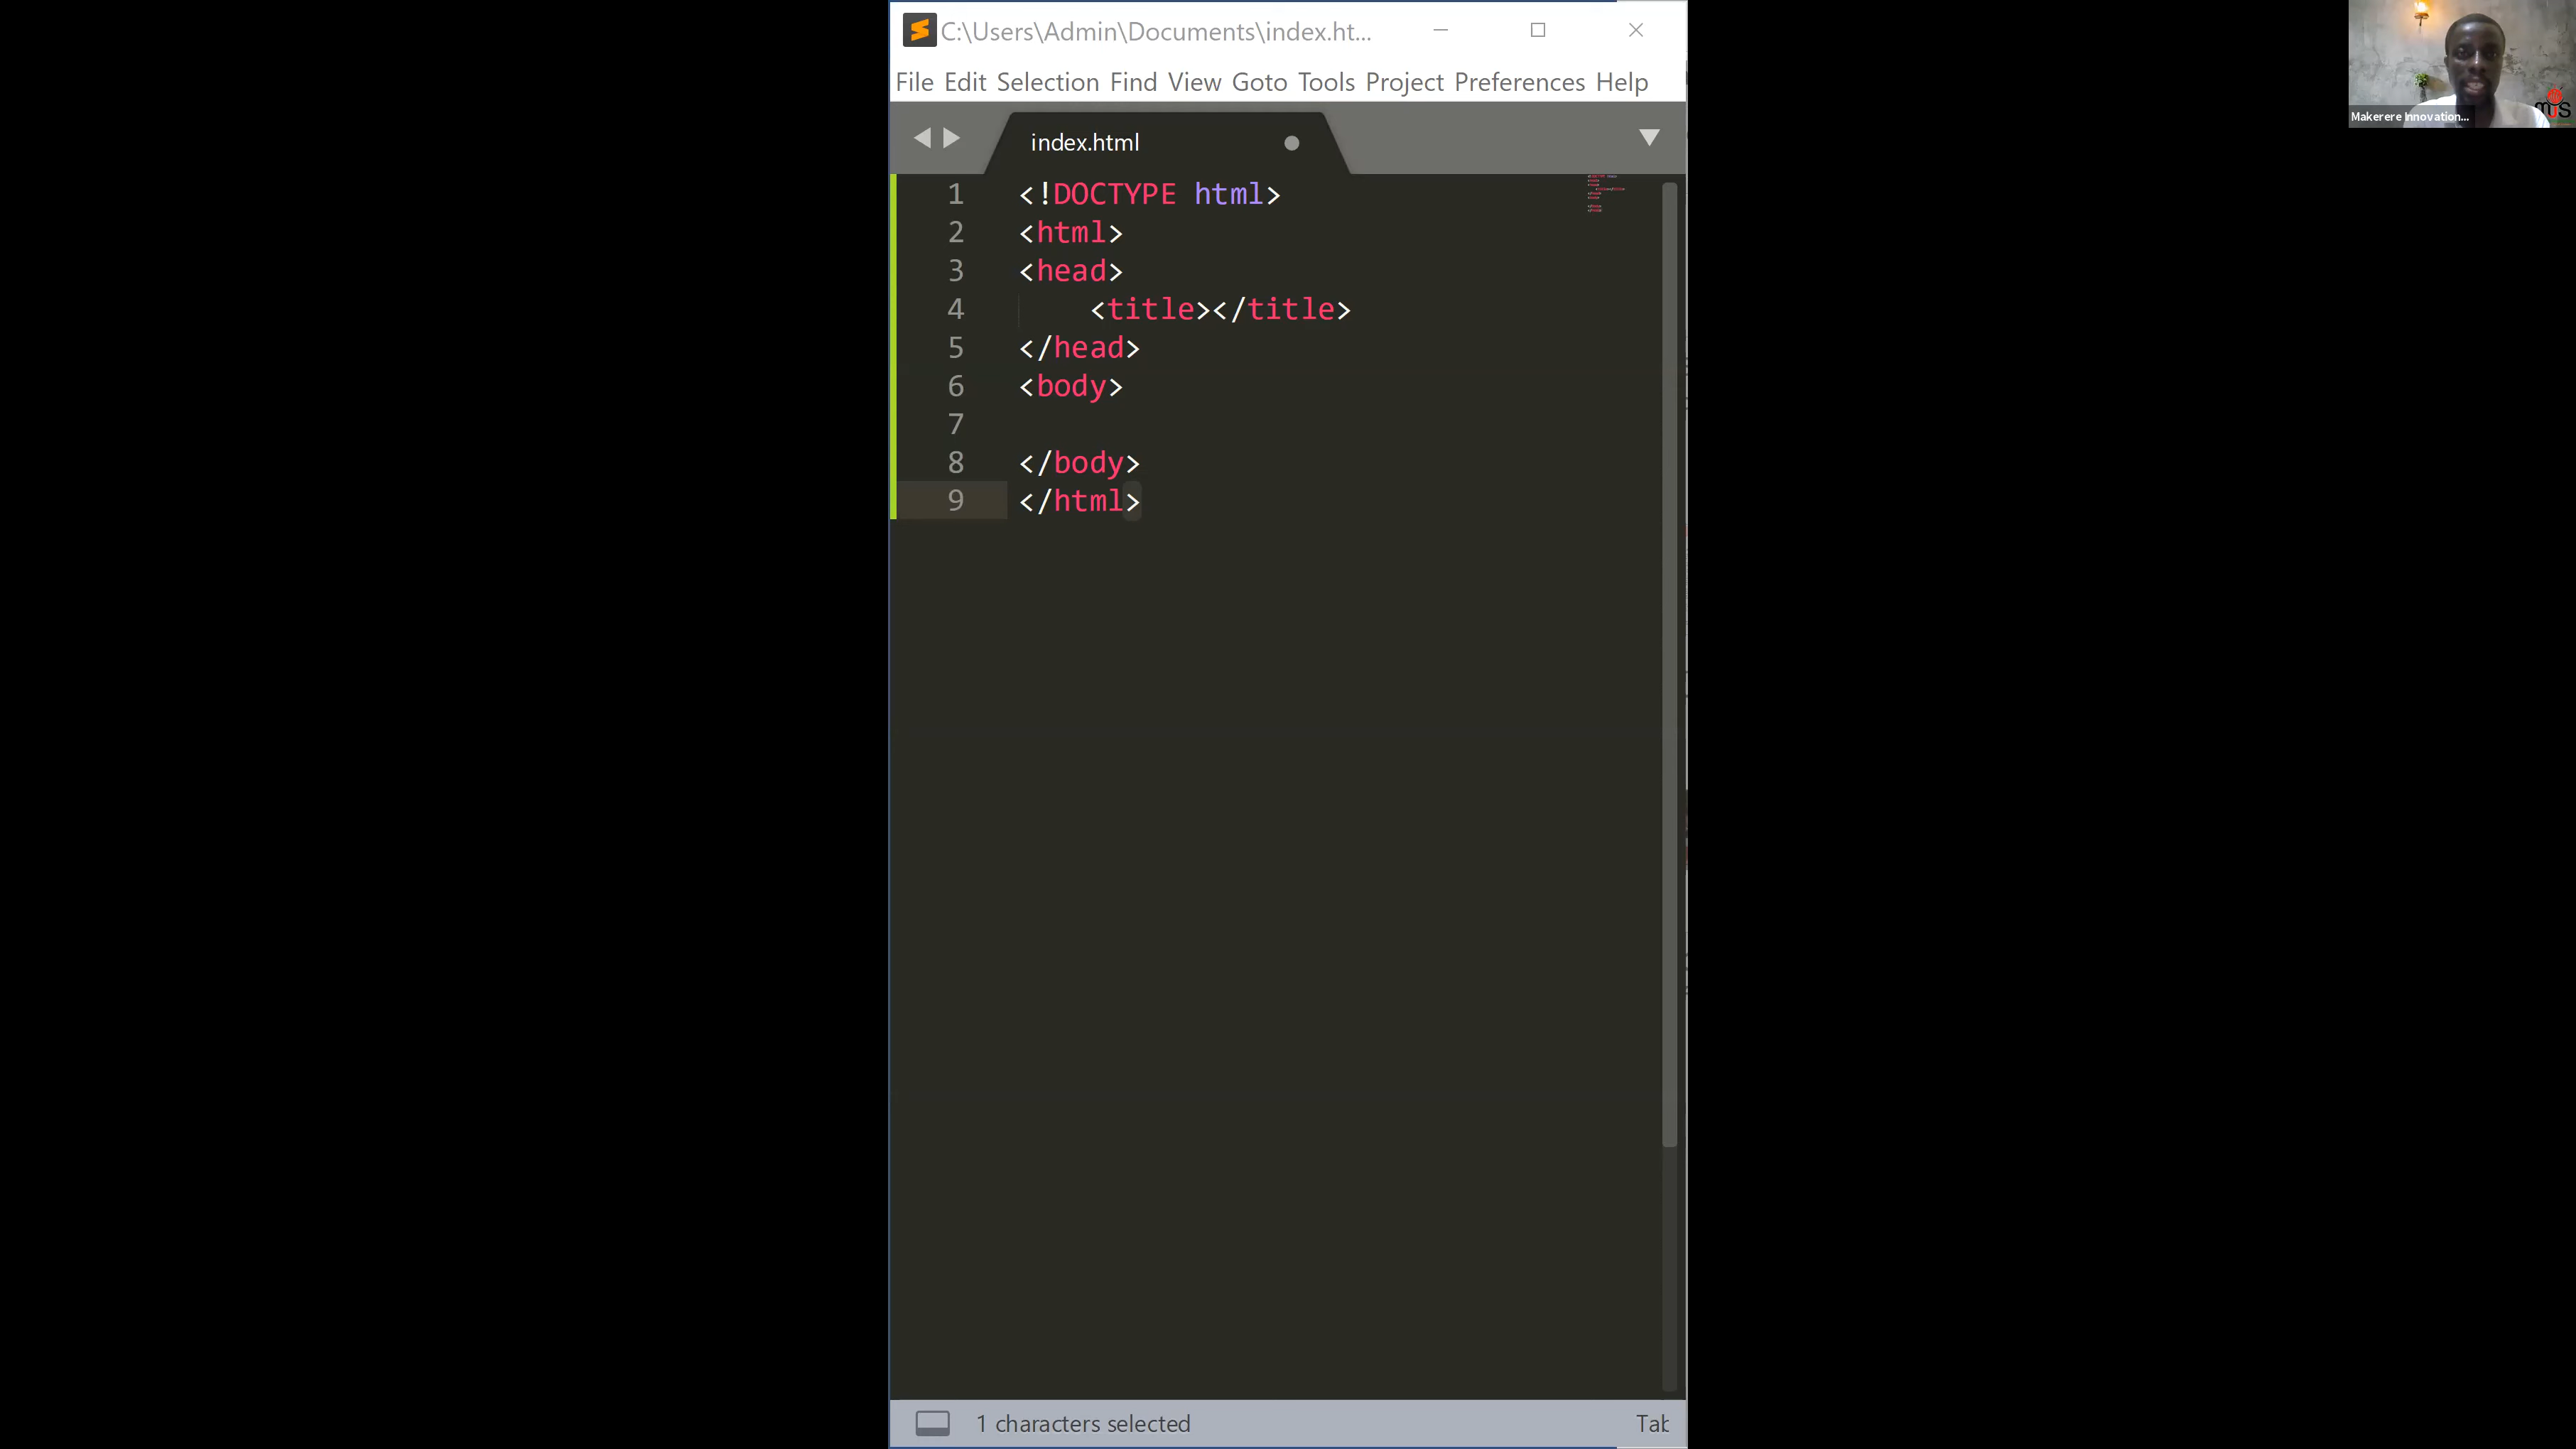 C:\Users\Admin\Documents\index.ht...
File Edit Selection Find View Goto Tools Project Preferences Help
index.html
1 <!DOCTYPE html>
2 <html>
3 <head>
4     <title></title>
5 </head>
6 <body>
7
8 </body>
9 </html>
1 characters selected
Tab
Makerere Innovation...